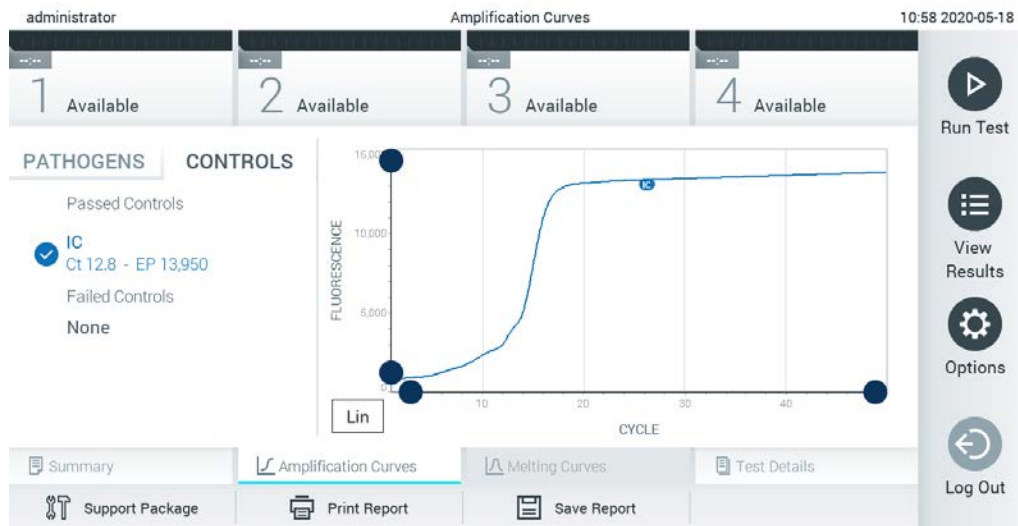 administrator
Amplification Curves
10:58 2020-05-18
--:--
1 Available
--:--
2 Available
--:--
3 Available
--:--
4 Available
Run Test
PATHOGENS
CONTROLS
Passed Controls
IC
Ct 12.8 - EP 13,950
Failed Controls
None
FLUORESCENCE
15,000
10,000
5,000
0
IC
10
20
30
40
CYCLE
Lin
View
Results
Options
Log Out
Summary
Amplification Curves
Melting Curves
Test Details
Support Package
Print Report
Save Report